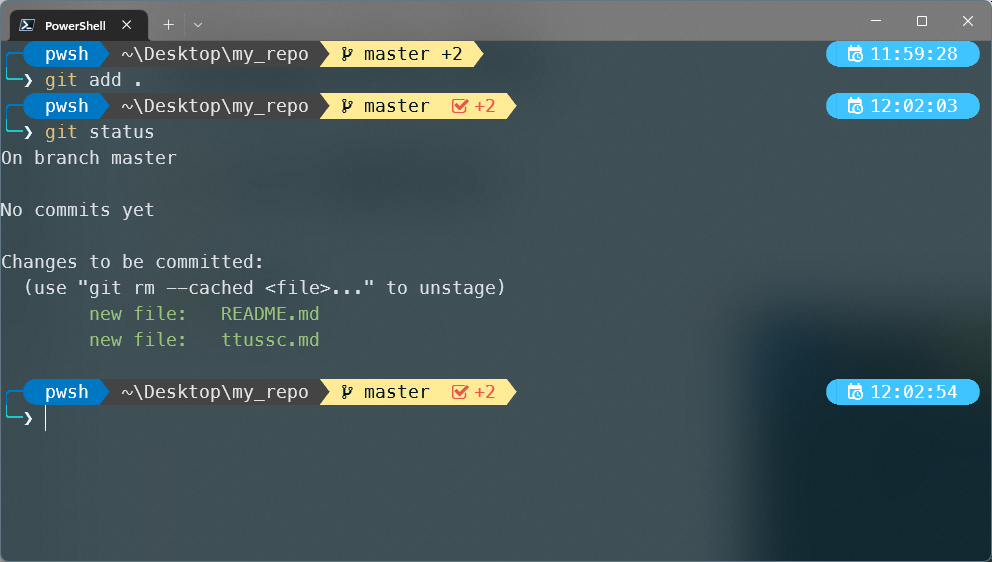 PowerShell
pwsh ~\Desktop\my_repo master +2 11:59:28
❯ git add .
pwsh ~\Desktop\my_repo master +2 12:02:03
❯ git status
On branch master
No commits yet
Changes to be committed:
(use "git rm --cached <file>..." to unstage)
new file: README.md
new file: ttussc.md
pwsh ~\Desktop\my_repo master +2 12:02:54
❯